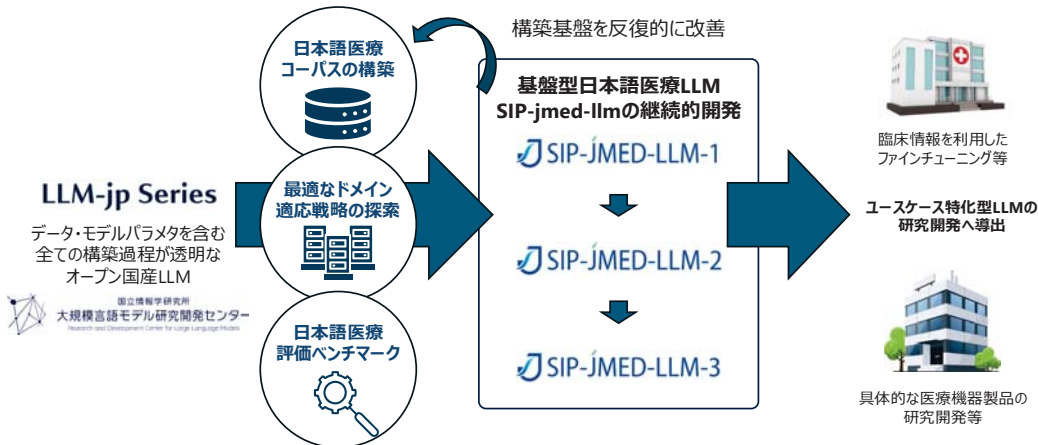 構築基盤を反復的に改善
日本語医療
コーパスの構築
基盤型日本語医療LLM
SIP-jmed-llmの継続的開発
SIP-JMED-LLM-1
臨床情報を利用した
ファインチューニング等
LLM-jp Series
データ・モデルパラメタを含む
全ての構築過程が透明な
オープン国産LLM
国立情報学研究所
大規模言語モデル研究開発センター
Research and Development Center for Large Language Models
最適なドメイン
適応戦略の探索
SIP-JMED-LLM-2
ユースケース特化型LLMの
研究開発へ導出
日本語医療
評価ベンチマーク
SIP-JMED-LLM-3
具体的な医療機器製品の
研究開発等